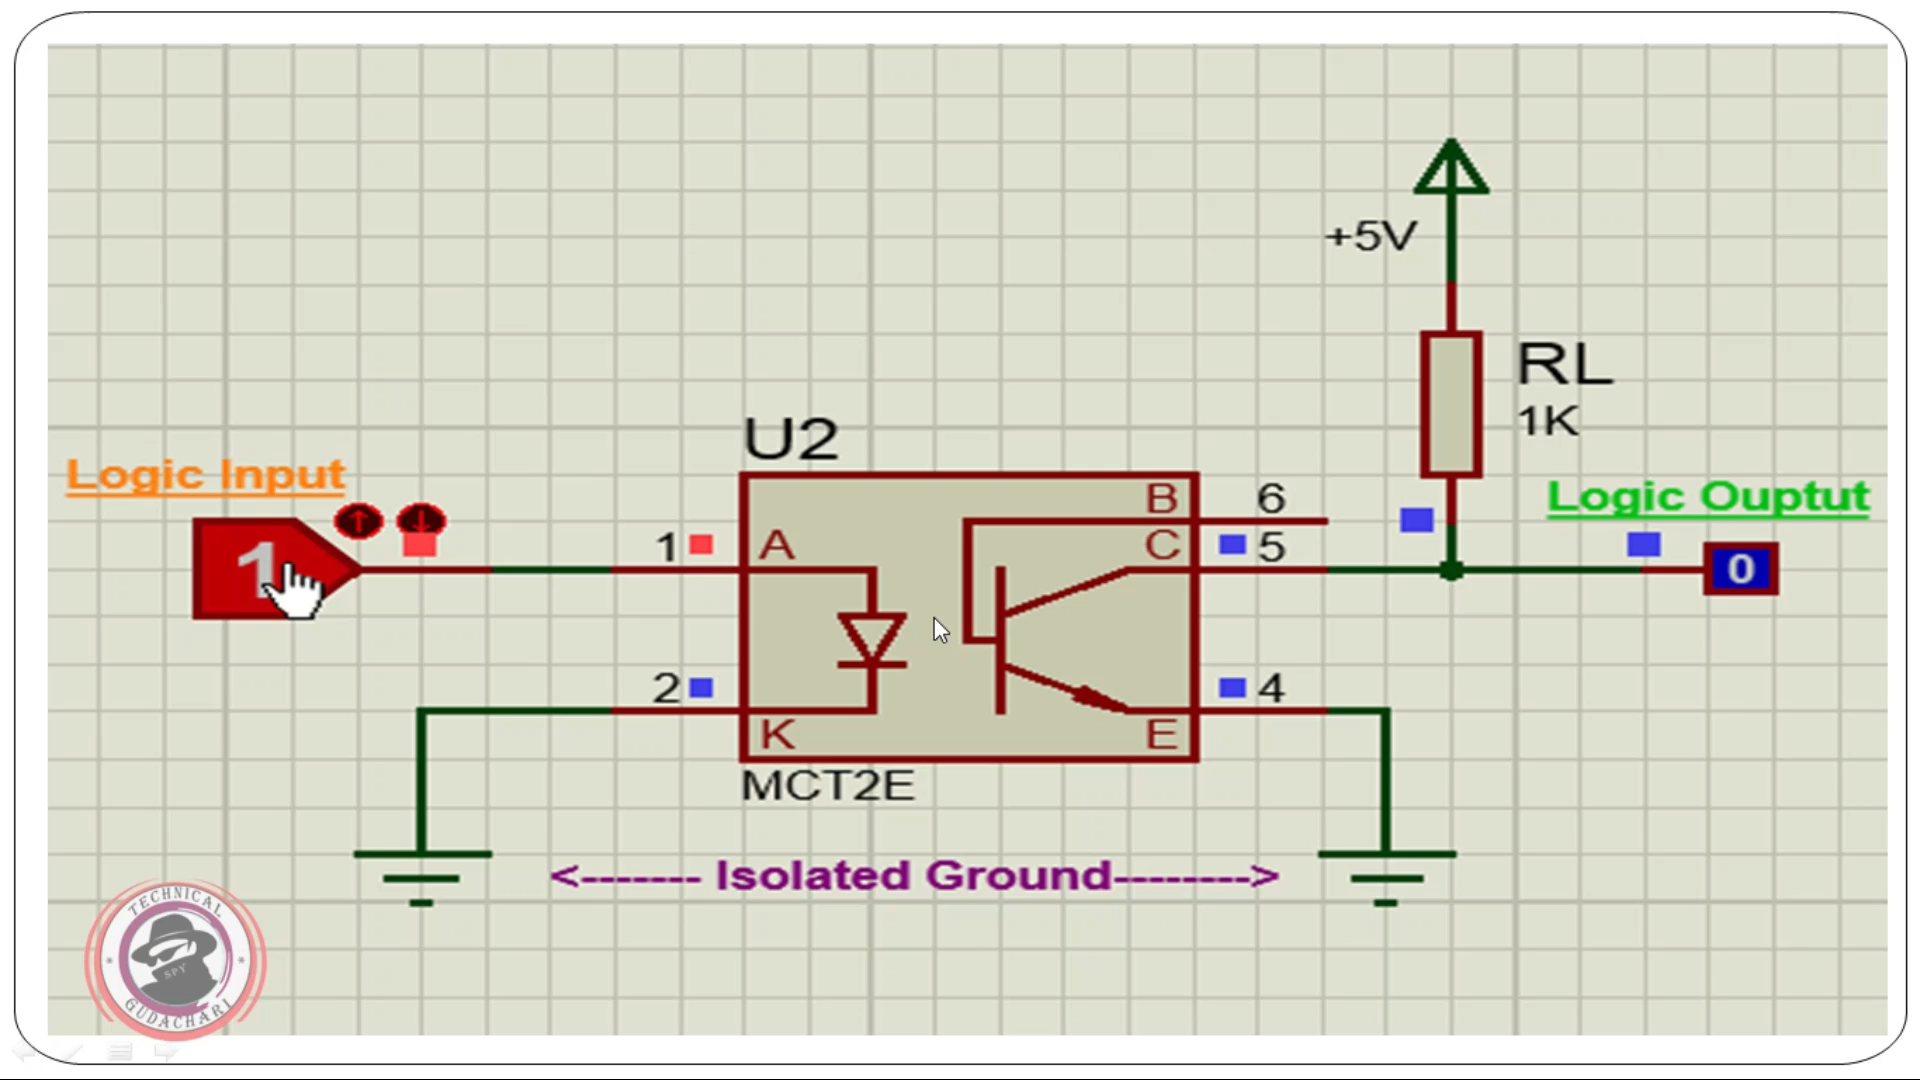 +5V
RL
1K
U2
Logic Input
Logic Ouptut
1
1
A
B
6
C
5
0
2
K
E
4
MCT2E
<------- Isolated Ground-------->
TECHNICAL
SPY
GUDACHARI